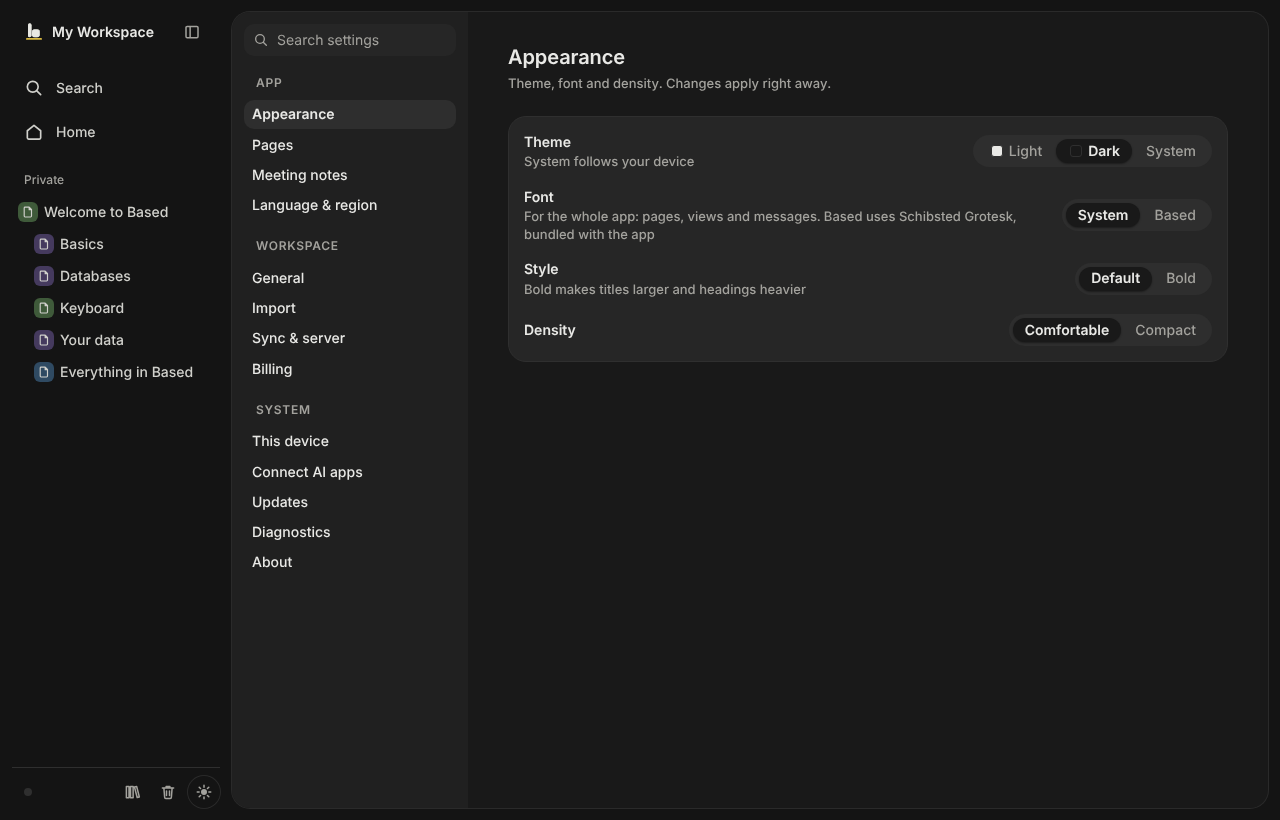 My Workspace
Search
Home
Private
Welcome to Based
Basics
Databases
Keyboard
Your data
Everything in Based
Search settings
APP
Appearance
Pages
Meeting notes
Language & region
WORKSPACE
General
Import
Sync & server
Billing
SYSTEM
This device
Connect AI apps
Updates
Diagnostics
About
Appearance
Theme, font and density. Changes apply right away.
Theme
System follows your device
Light Dark System
Font
For the whole app: pages, views and messages. Based uses Schibsted Grotesk,
bundled with the app
System Based
Style
Bold makes titles larger and headings heavier
Default Bold
Density
Comfortable Compact